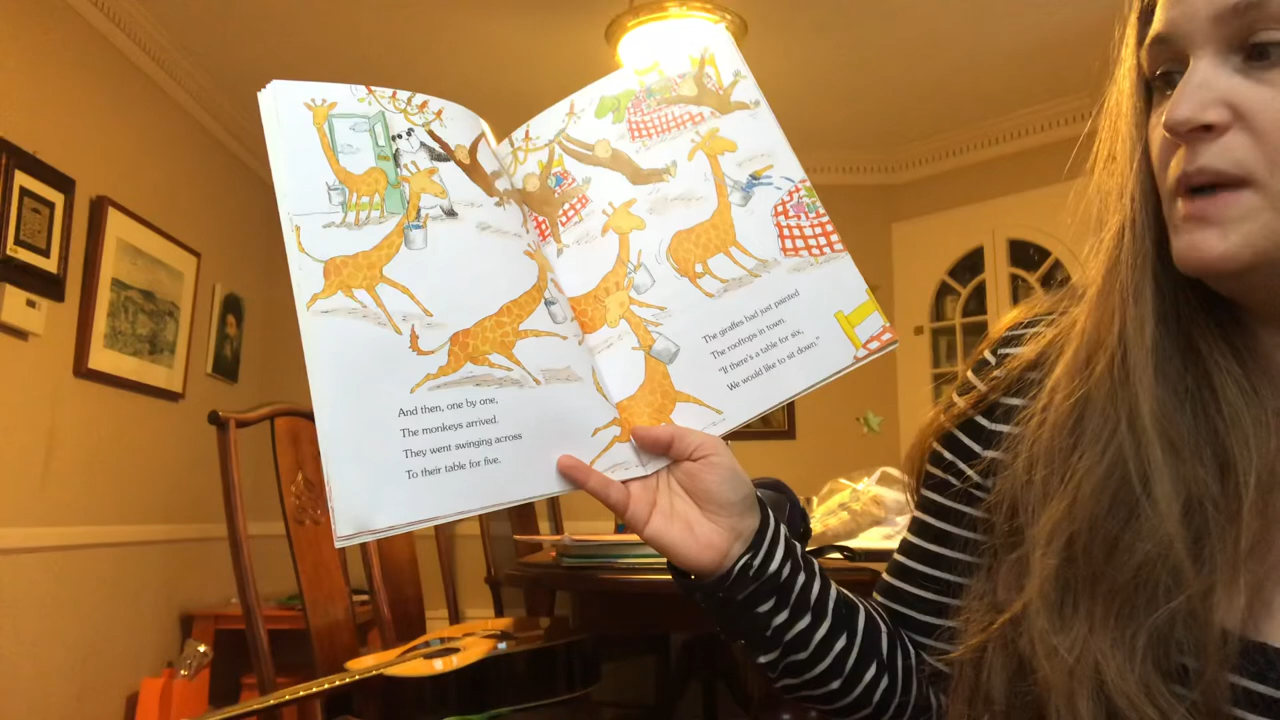 And then, one by one,
The monkeys arrived.
They went swinging across
To their table for five.
The giraffes had just painted
The rooftops in town.
"If there's a table for six,
We would like to sit down."